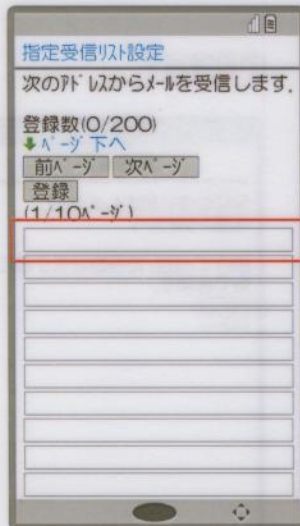 指定受信ﾘｽﾄ設定
次のｱﾄﾞﾚｽからﾒｰﾙを受信します｡
登録数(0/200)
ﾍﾟｰｼﾞ下へ
前ﾍﾟｰｼﾞ 次ﾍﾟｰｼﾞ
登録
(1/10ﾍﾟｰｼﾞ)